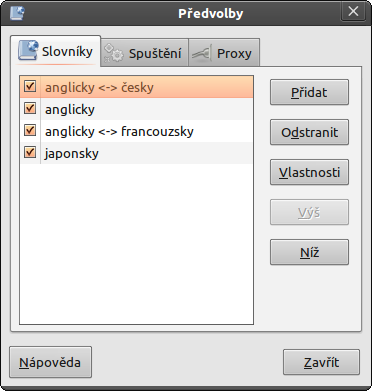 Předvolby
Slovníky
Spuštění
Proxy
anglicky <-> česky
anglicky
anglicky <-> francouzsky
japonsky
Přidat
Odstranit
Vlastnosti
Výš
Níž
Nápověda
Zavřít